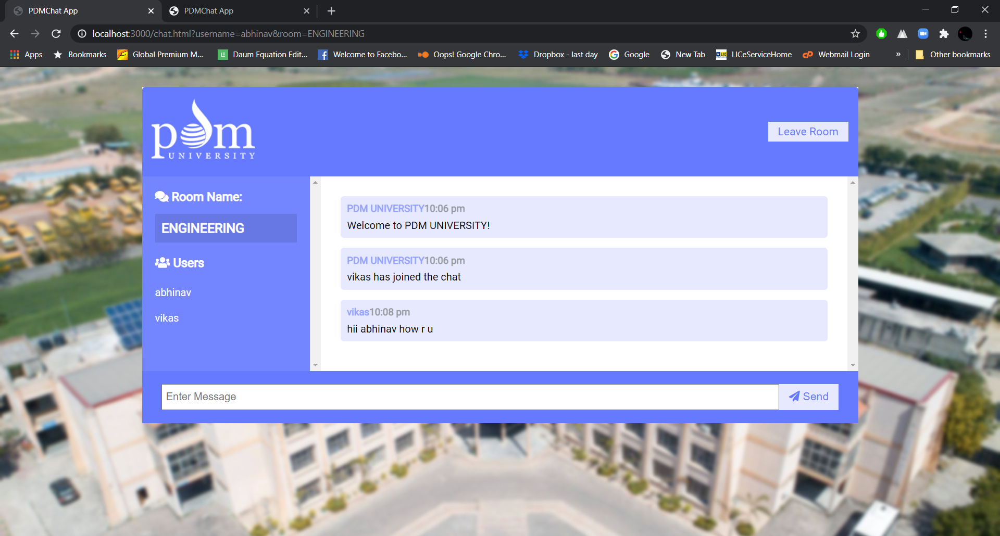 PDMChat App
PDMChat App
localhost:3000/chat.html?username=abhinav&room=ENGINEERING
Apps Bookmarks Global Premium M... Daum Equation Edit... Welcome to Facebo... Oops! Google Chro... Dropbox - last day Google New Tab LICeServiceHome Webmail Login » Other bookmarks
pdm
UNIVERSITY
Leave Room
Room Name:
ENGINEERING
Users
abhinav
vikas
PDM UNIVERSITY10:06 pm
Welcome to PDM UNIVERSITY!
PDM UNIVERSITY10:06 pm
vikas has joined the chat
vikas10:08 pm
hii abhinav how r u
Enter Message
Send